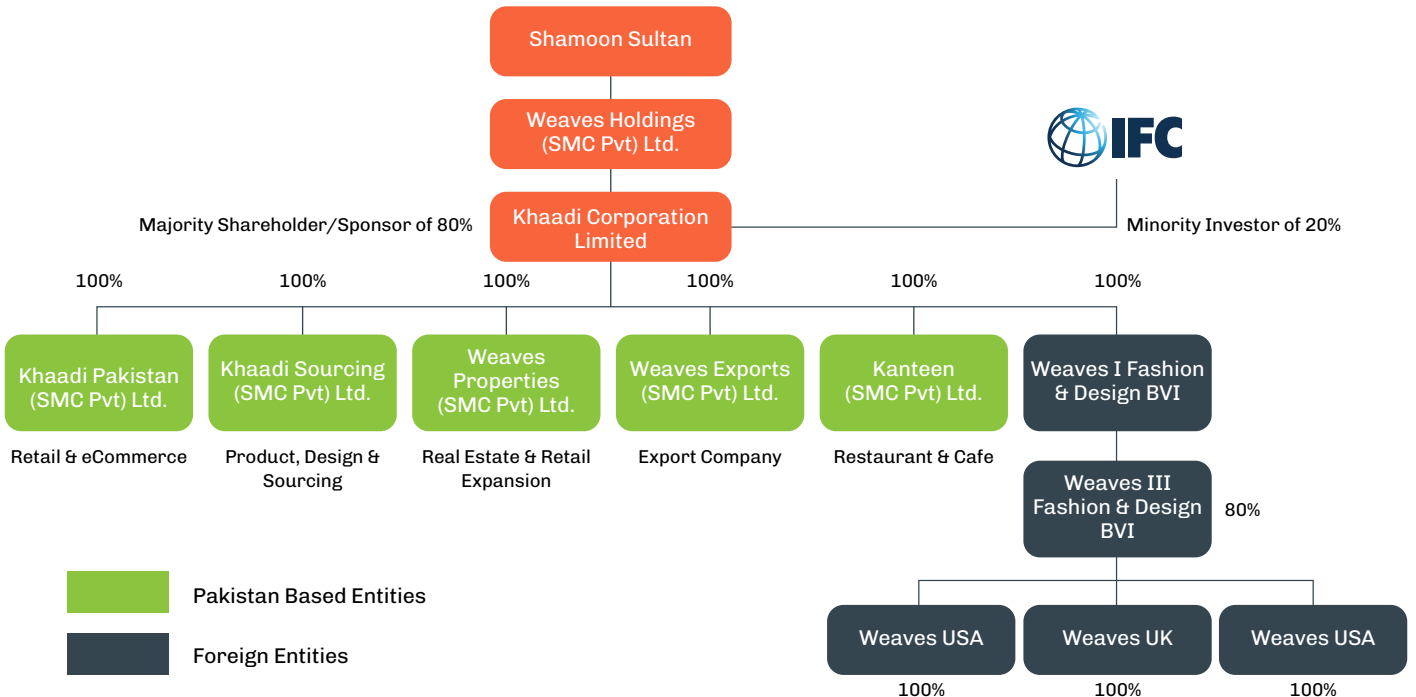 Shamoon Sultan
Weaves Holdings
(SMC Pvt) Ltd.
IFC
Majority Shareholder/Sponsor of 80%
Khaadi Corporation
Limited
Minority Investor of 20%
100%
100%
100%
100%
100%
100%
Khaadi Pakistan
(SMC Pvt) Ltd.
Khaadi Sourcing
(SMC Pvt) Ltd.
Weaves
Properties
(SMC Pvt) Ltd.
Weaves Exports
(SMC Pvt) Ltd.
Kanteen
(SMC Pvt) Ltd.
Weaves I Fashion
& Design BVI
Retail & eCommerce
Product, Design &
Sourcing
Real Estate & Retail
Expansion
Export Company
Restaurant & Cafe
Weaves III
Fashion & Design
BVI
80%
Pakistan Based Entities
Foreign Entities
Weaves USA
Weaves UK
Weaves USA
100%
100%
100%